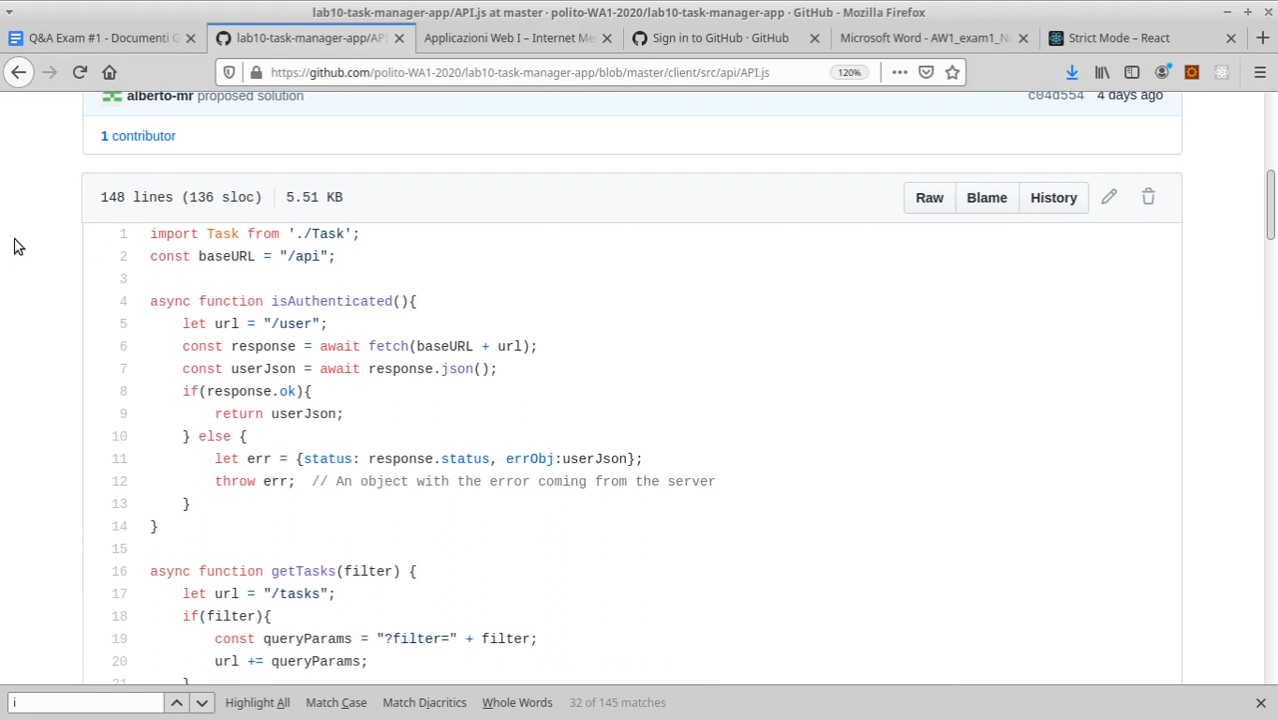 lab10-task-manager-app/API.js at master · polito-WA1-2020/lab10-task-manager-app · GitHub - Mozilla Firefox
Q&A Exam #1 - Documenti G
lab10-task-manager-app/API
Applicazioni Web I – Internet Me
Sign in to GitHub · GitHub
Microsoft Word - AW1_exam1_No
Strict Mode – React
https://github.com/polito-WA1-2020/lab10-task-manager-app/blob/master/client/src/api/API.js
120%
alberto-mr proposed solution
c04d554 4 days ago
1 contributor
148 lines (136 sloc) 5.51 KB
Raw Blame History
1 import Task from './Task';
2 const baseURL = "/api";
3
4 async function isAuthenticated(){
5 let url = "/user";
6 const response = await fetch(baseURL + url);
7 const userJson = await response.json();
8 if(response.ok){
9 return userJson;
10 } else {
11 let err = {status: response.status, errObj:userJson};
12 throw err; // An object with the error coming from the server
13 }
14 }
15
16 async function getTasks(filter) {
17 let url = "/tasks";
18 if(filter){
19 const queryParams = "?filter=" + filter;
20 url += queryParams;
21 }
i
Highlight All
Match Case
Match Diacritics
Whole Words
32 of 145 matches